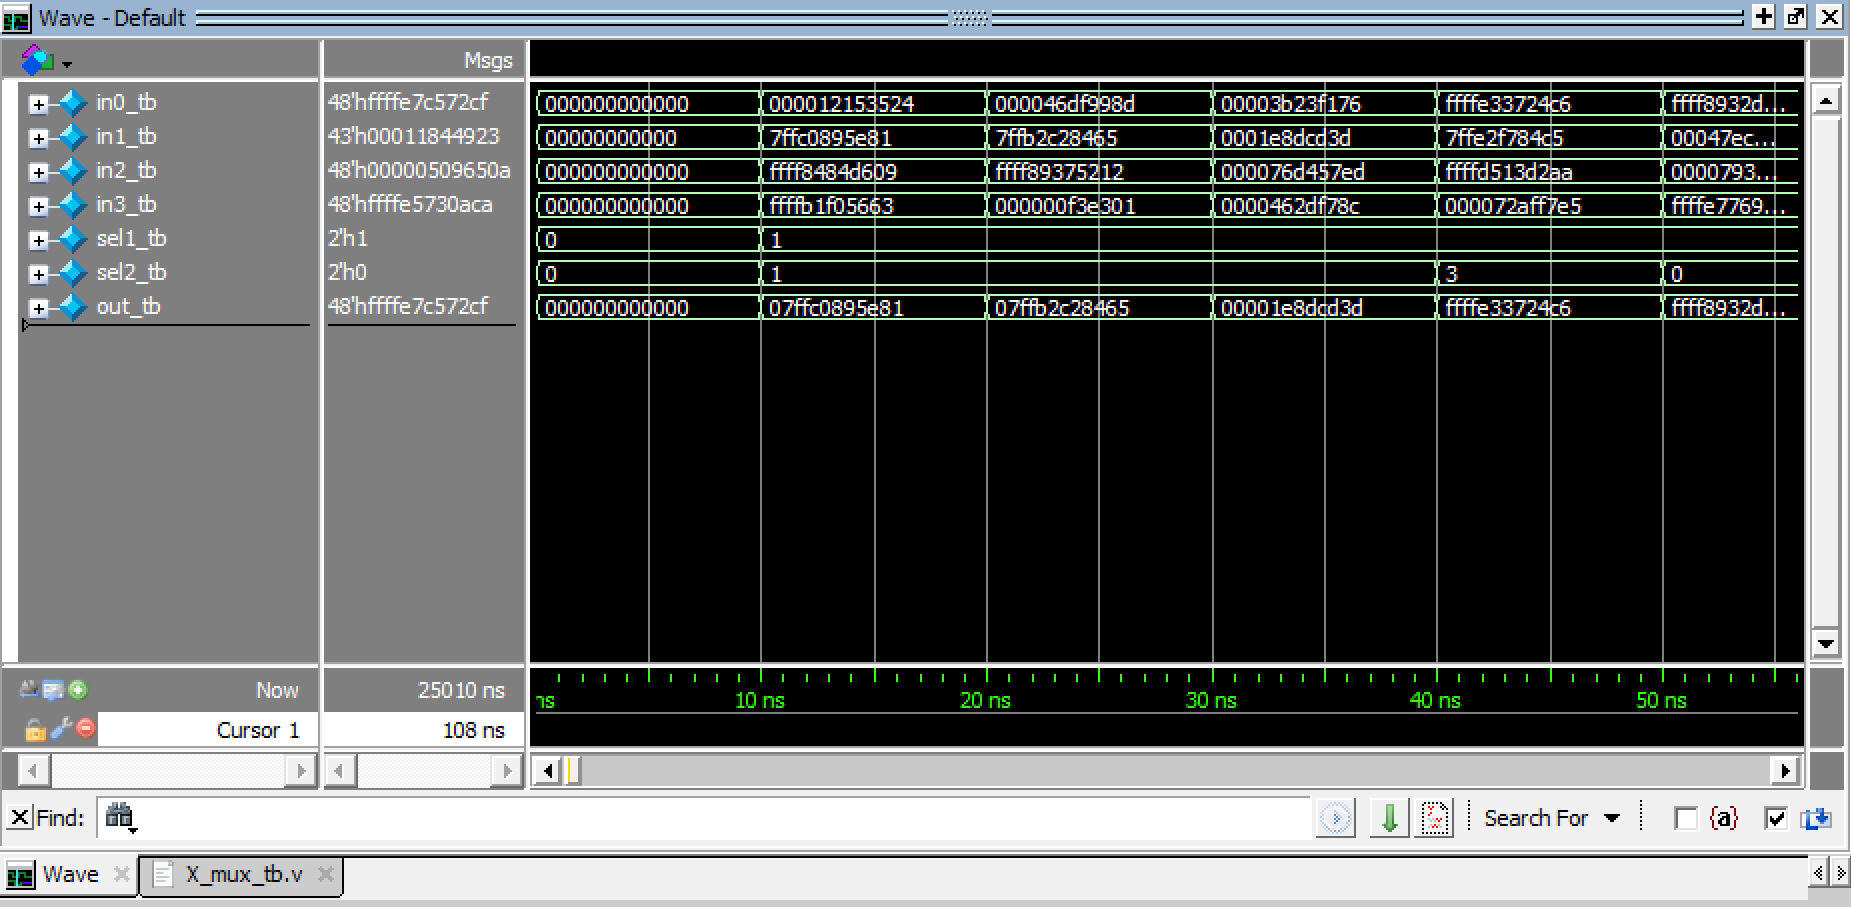 Wave - Default
Msgs
in0_tb 48'hffffe7c572cf 000000000000 000012153524 000046df998d 00003b23f176 ffffe33724c6 ffff8932d...
in1_tb 43'h00011844923 00000000000 7ffc0895e81 7ffb2c28465 0001e8dcd3d 7ffe2f784c5 00047ec...
in2_tb 48'h00000509650a 000000000000 ffff8484d609 ffff89375212 000076d457ed ffffd513d2aa 0000793...
in3_tb 48'hffffe5730aca 000000000000 ffffb1f05663 000000f3e301 0000462df78c 000072aff7e5 ffffe7769...
sel1_tb 2'h1 0 1
sel2_tb 2'h0 0 1 3 0
out_tb 48'hffffe7c572cf 000000000000 07ffc0895e81 07ffb2c28465 00001e8dcd3d ffffe33724c6 ffff8932d...
Now 25010 ns ns 10 ns 20 ns 30 ns 40 ns 50 ns
Cursor 1 108 ns
Find: Search For {a}
Wave X_mux_tb.v